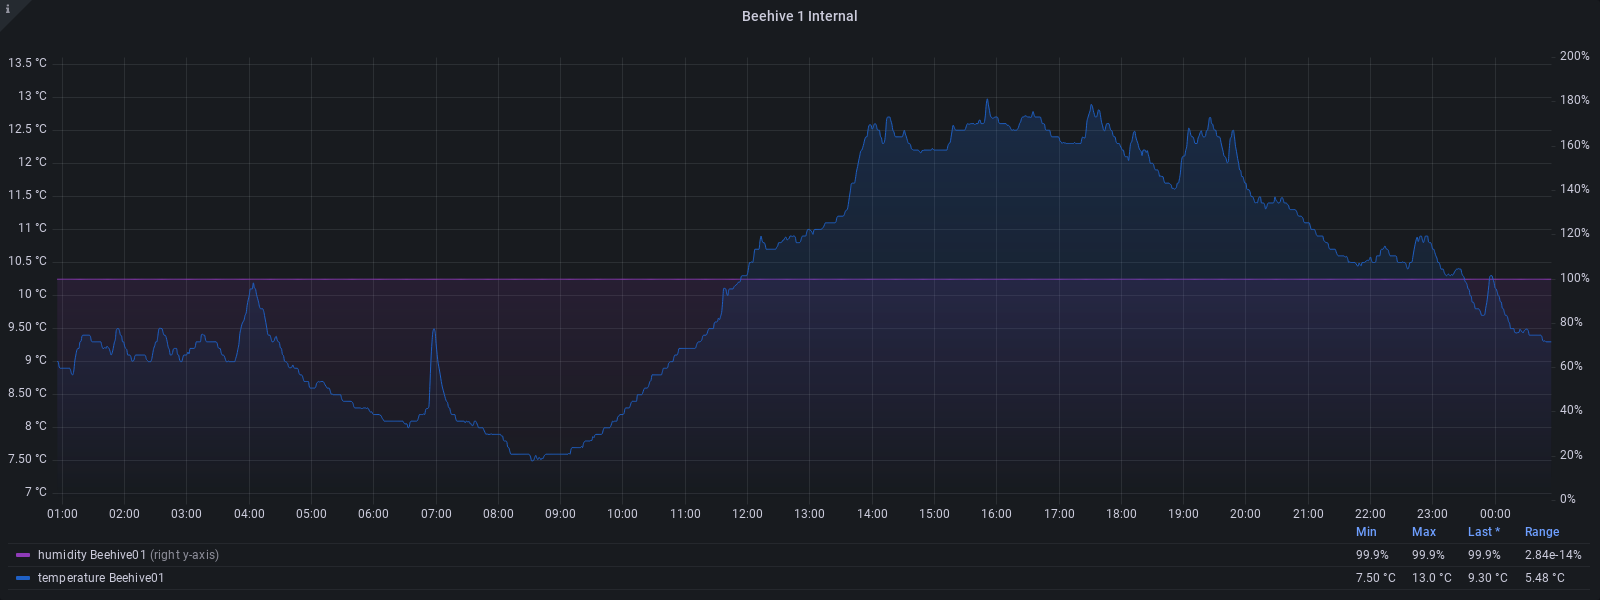 i
Beehive 1 Internal
13.5 °C
13 °C
12.5 °C
12 °C
11.5 °C
11 °C
10.5 °C
10 °C
9.50 °C
9 °C
8.50 °C
8 °C
7.50 °C
7 °C
200%
180%
160%
140%
120%
100%
80%
60%
40%
20%
0%
01:00 02:00 03:00 04:00 05:00 06:00 07:00 08:00 09:00 10:00 11:00 12:00 13:00 14:00 15:00 16:00 17:00 18:00 19:00 20:00 21:00 22:00 23:00 00:00
Min Max Last * Range
humidity Beehive01 (right y-axis) 99.9% 99.9% 99.9% 2.84e-14%
temperature Beehive01 7.50 °C 13.0 °C 9.30 °C 5.48 °C